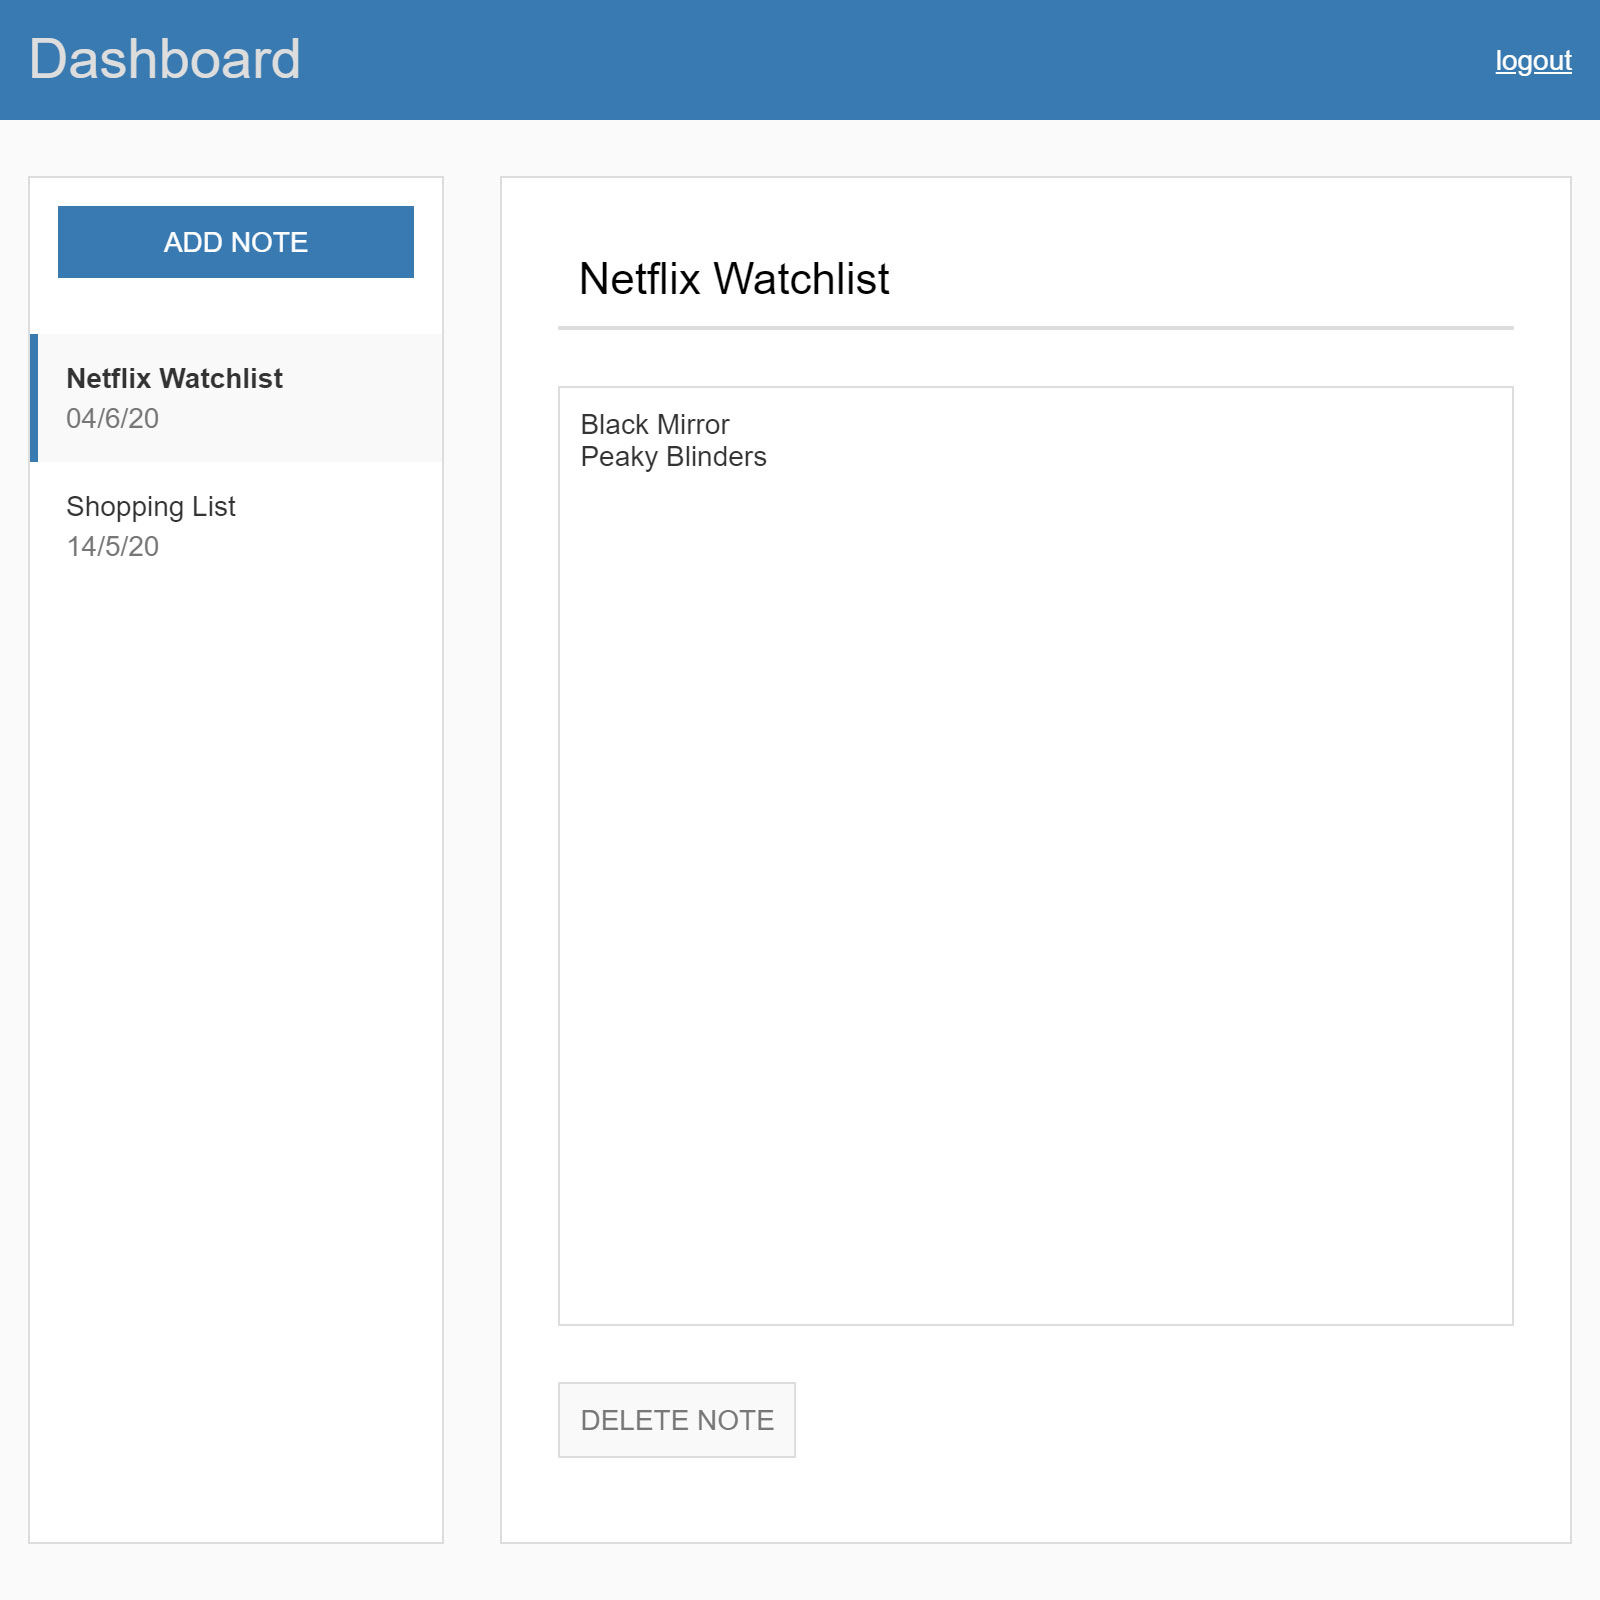 Dashboard
logout
ADD NOTE
Netflix Watchlist
04/6/20
Shopping List
14/5/20
Netflix Watchlist
Black Mirror
Peaky Blinders
DELETE NOTE